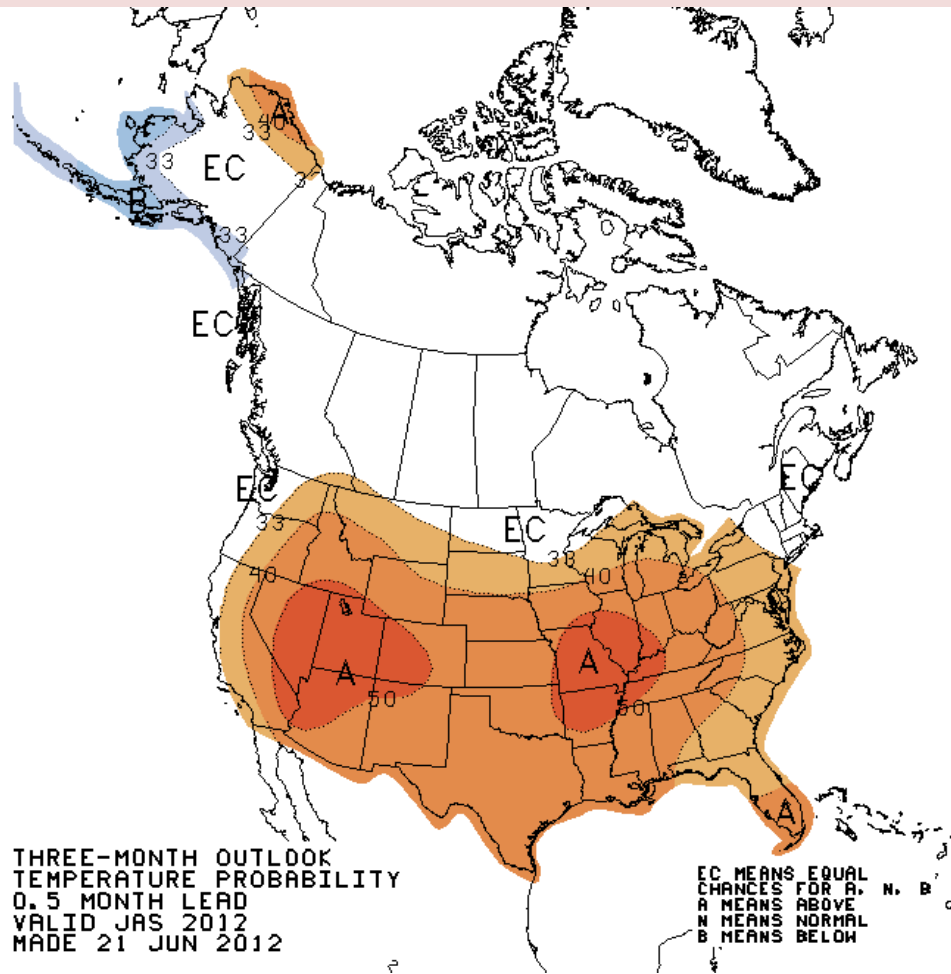 A
40
33
33
EC
33
B
33
EC
EC
EC
33
EC
38
40
40
A
A
50
50
A
THREE-MONTH OUTLOOK
TEMPERATURE PROBABILITY
0.5 MONTH LEAD
VALID JAS 2012
MADE 21 JUN 2012
EC MEANS EQUAL
CHANCES FOR A, N, B
A MEANS ABOVE
N MEANS NORMAL
B MEANS BELOW